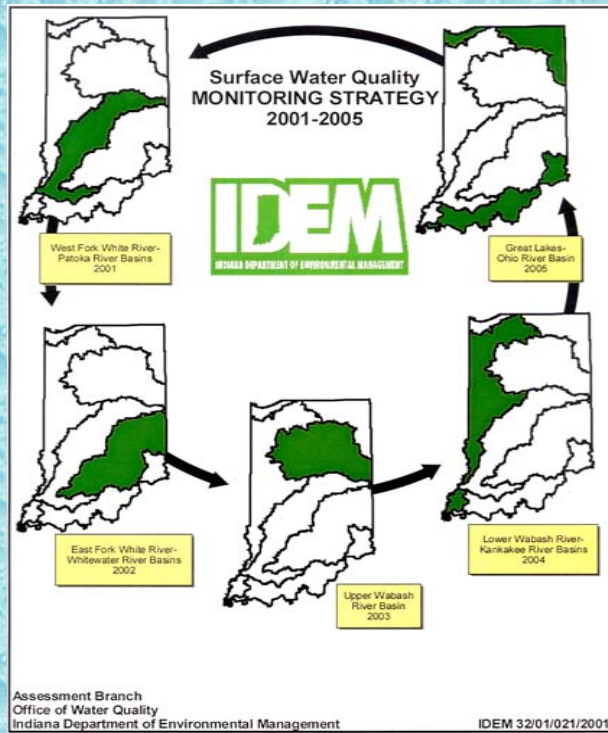 Surface Water Quality
MONITORING STRATEGY
2001-2005
IDEM
INDIANA DEPARTMENT OF ENVIRONMENTAL MANAGEMENT
West Fork White River-
Patoka River Basins
2001
East Fork White River-
Whitewater River Basins
2002
Upper Wabash
River Basin
2003
Lower Wabash River-
Kankakee River Basins
2004
Great Lakes-
Ohio River Basin
2005
Assessment Branch
Office of Water Quality
Indiana Department of Environmental Management
IDEM 32/01/021/2001